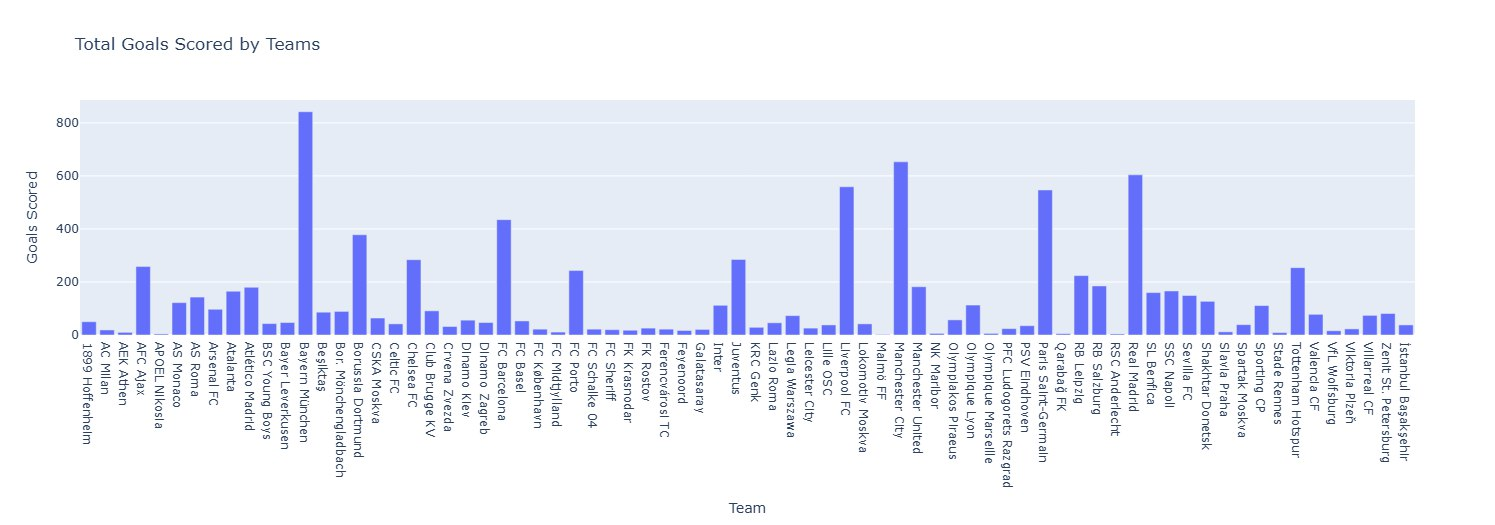 Total Goals Scored by Teams
Goals Scored
800
600
400
200
0
1899 Hoffenheim
AC Milan
AEK Athen
AFC Ajax
APOEL Nikosia
AS Monaco
AS Roma
Arsenal FC
Atalanta
Atlético Madrid
BSC Young Boys
Bayer Leverkusen
Bayern München
Beşiktaş
Bor. Mönchengladbach
Borussia Dortmund
CSKA Moskva
Celtic FC
Chelsea FC
Club Brugge KV
Crvena Zvezda
Dinamo Kiev
Dinamo Zagreb
FC Barcelona
FC Basel
FC København
FC Midtjylland
FC Porto
FC Schalke 04
FC Sheriff
FK Krasnodar
FK Rostov
Ferencvárosi TC
Feyenoord
Galatasaray
Inter
Juventus
KRC Genk
Lazio Roma
Legia Warszawa
Leicester City
Lille OSC
Liverpool FC
Lokomotiv Moskva
Malmö FF
Manchester City
Manchester United
NK Maribor
Olympiakos Piraeus
Olympique Lyon
Olympique Marseille
PFC Ludogorets Razgrad
PSV Eindhoven
Paris Saint-Germain
Qarabağ FK
RB Leipzig
RB Salzburg
RSC Anderlecht
Real Madrid
SL Benfica
SSC Napoli
Sevilla FC
Shakhtar Donetsk
Slavia Praha
Spartak Moskva
Sporting CP
Stade Rennes
Tottenham Hotspur
Valencia CF
VfL Wolfsburg
Viktoria Plzeň
Villarreal CF
Zenit St. Petersburg
İstanbul Başakşehir
Team